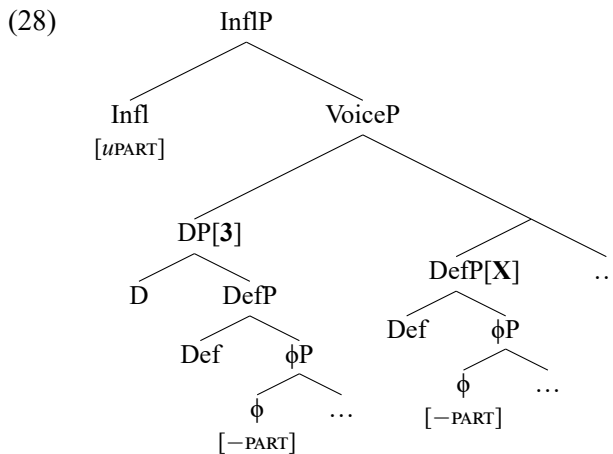 (28)
InflP
Infl VoiceP
[uPART]
DP[3]
D DefP DefP[X] …
Def ϕP Def ϕP
ϕ … ϕ …
[−PART] [−PART]